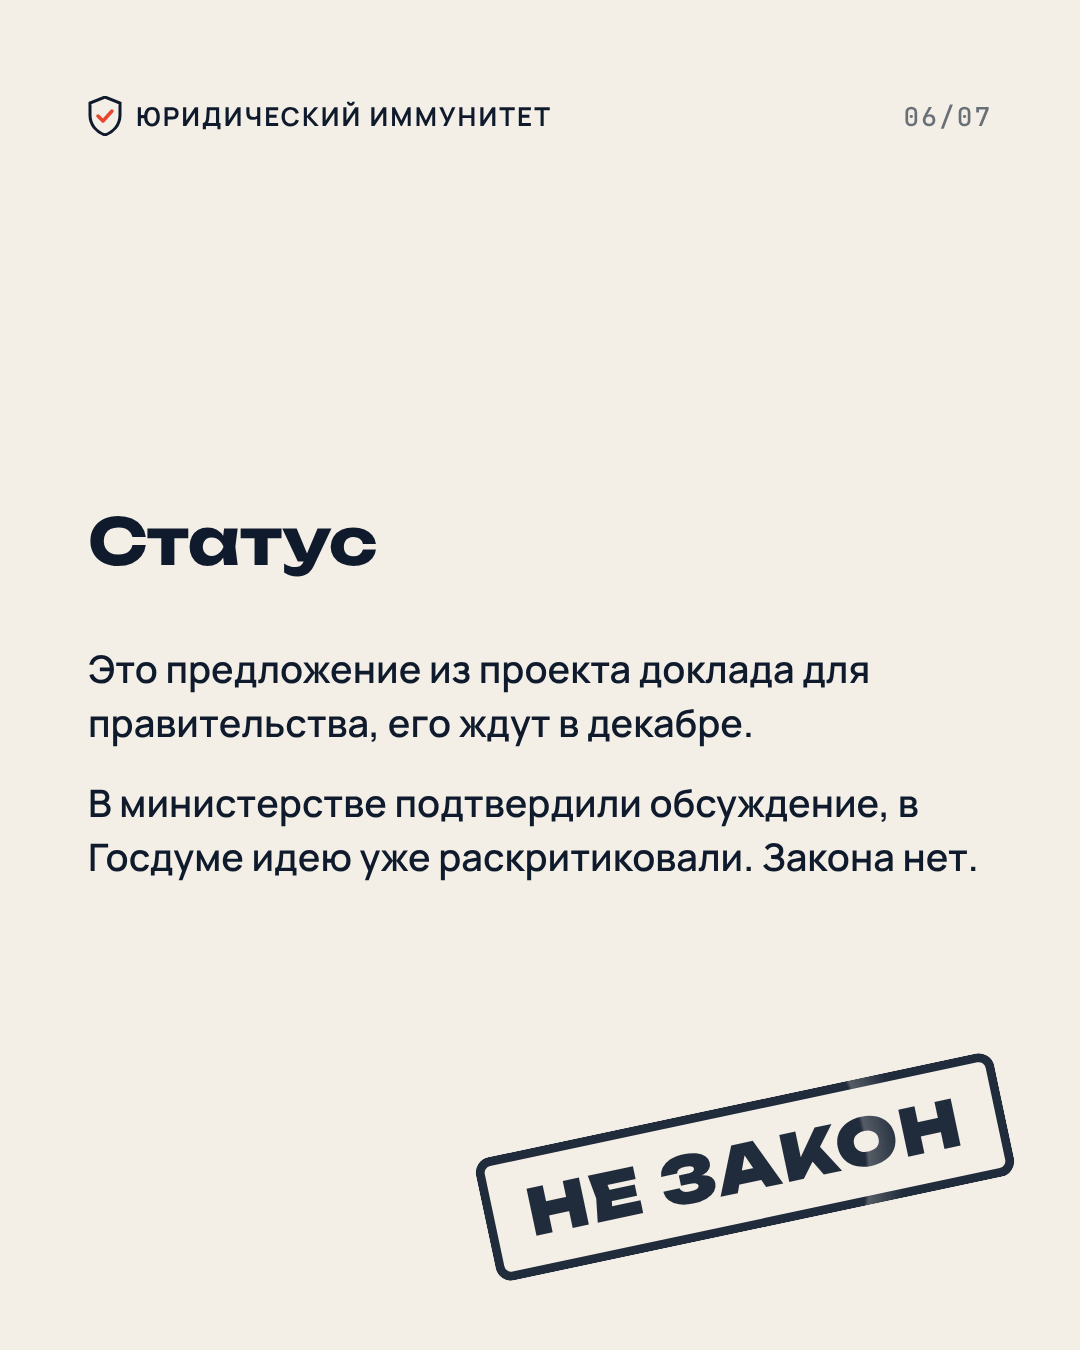 ЮРИДИЧЕСКИЙ ИММУНИТЕТ
06/07
Статус
Это предложение из проекта доклада для
правительства, его ждут в декабре.
В министерстве подтвердили обсуждение, в
Госдуме идею уже раскритиковали. Закона нет.
НЕ ЗАКОН